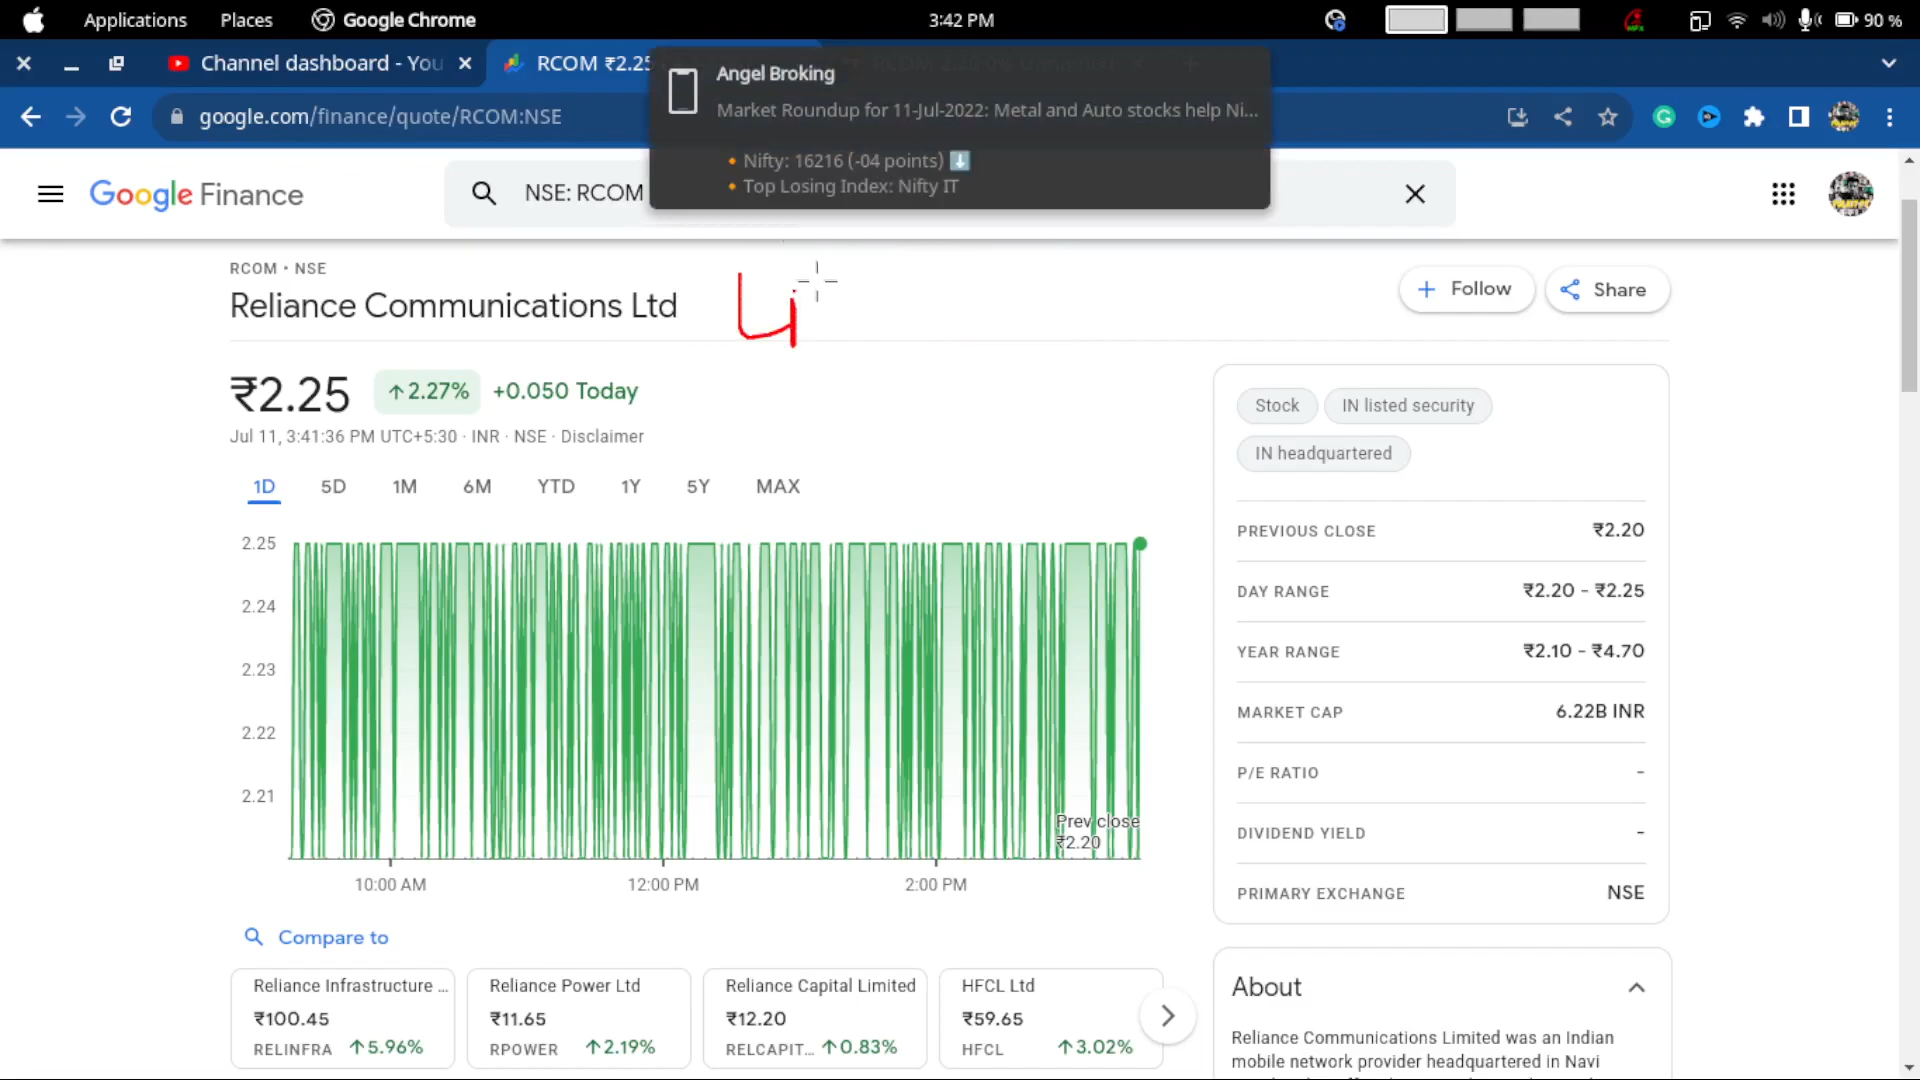 Applications Places Google Chrome 3:42 PM 90 %
Channel dashboard - You RCOM ₹2.25
google.com/finance/quote/RCOM:NSE
Angel Broking
Market Roundup for 11-Jul-2022: Metal and Auto stocks help Ni...
Nifty: 16216 (-04 points) ⬇
Top Losing Index: Nifty IT
Google Finance
NSE: RCOM
RCOM • NSE
Reliance Communications Ltd
4
+ Follow
Share
₹2.25 ↑2.27% +0.050 Today
Jul 11, 3:41:36 PM UTC+5:30 · INR · NSE · Disclaimer
1D 5D 1M 6M YTD 1Y 5Y MAX
2.25
2.24
2.23
2.22
2.21
Prev close
₹2.20
10:00 AM 12:00 PM 2:00 PM
Stock IN listed security
IN headquartered
PREVIOUS CLOSE ₹2.20
DAY RANGE ₹2.20 - ₹2.25
YEAR RANGE ₹2.10 - ₹4.70
MARKET CAP 6.22B INR
P/E RATIO -
DIVIDEND YIELD -
PRIMARY EXCHANGE NSE
Compare to
Reliance Infrastructure ...
₹100.45
RELINFRA ↑5.96%
Reliance Power Ltd
₹11.65
RPOWER ↑2.19%
Reliance Capital Limited
₹12.20
RELCAPIT... ↑0.83%
HFCL Ltd
₹59.65
HFCL ↑3.02%
About
Reliance Communications Limited was an Indian
mobile network provider headquartered in Navi